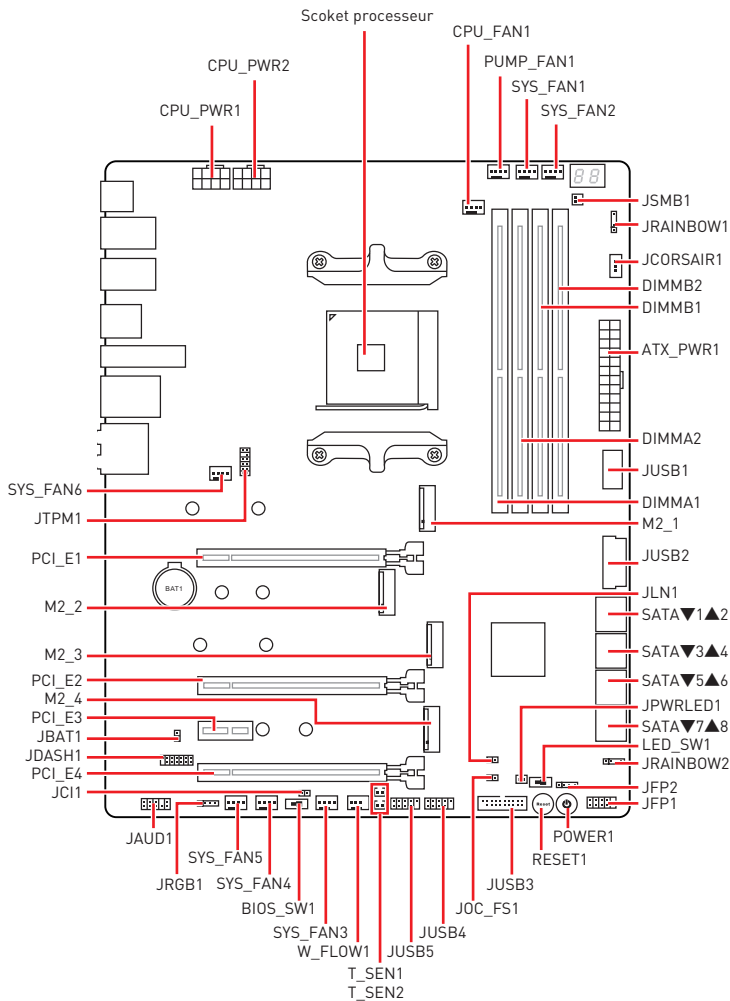 Scoket processeur
CPU_FAN1
CPU_PWR2
PUMP_FAN1
SYS_FAN1
CPU_PWR1
SYS_FAN2
88
JSMB1
JRAINBOW1
JCORSAIR1
DIMMB2
DIMMB1
ATX_PWR1
DIMMA2
JUSB1
SYS_FAN6
DIMMA1
JTPM1
M2_1
PCI_E1
JUSB2
BAT1
JLN1
M2_2
SATA▼1▲2
M2_3
SATA▼3▲4
PCI_E2
SATA▼5▲6
M2_4
JPWRLED1
PCI_E3
SATA▼7▲8
JBAT1
LED_SW1
JDASH1
JRAINBOW2
PCI_E4
JFP2
JCI1
JFP1
Reset
JAUD1
POWER1
SYS_FAN5
RESET1
JRGB1
SYS_FAN4
JUSB3
BIOS_SW1
JOC_FS1
SYS_FAN3
JUSB4
W_FLOW1
JUSB5
T_SEN1
T_SEN2